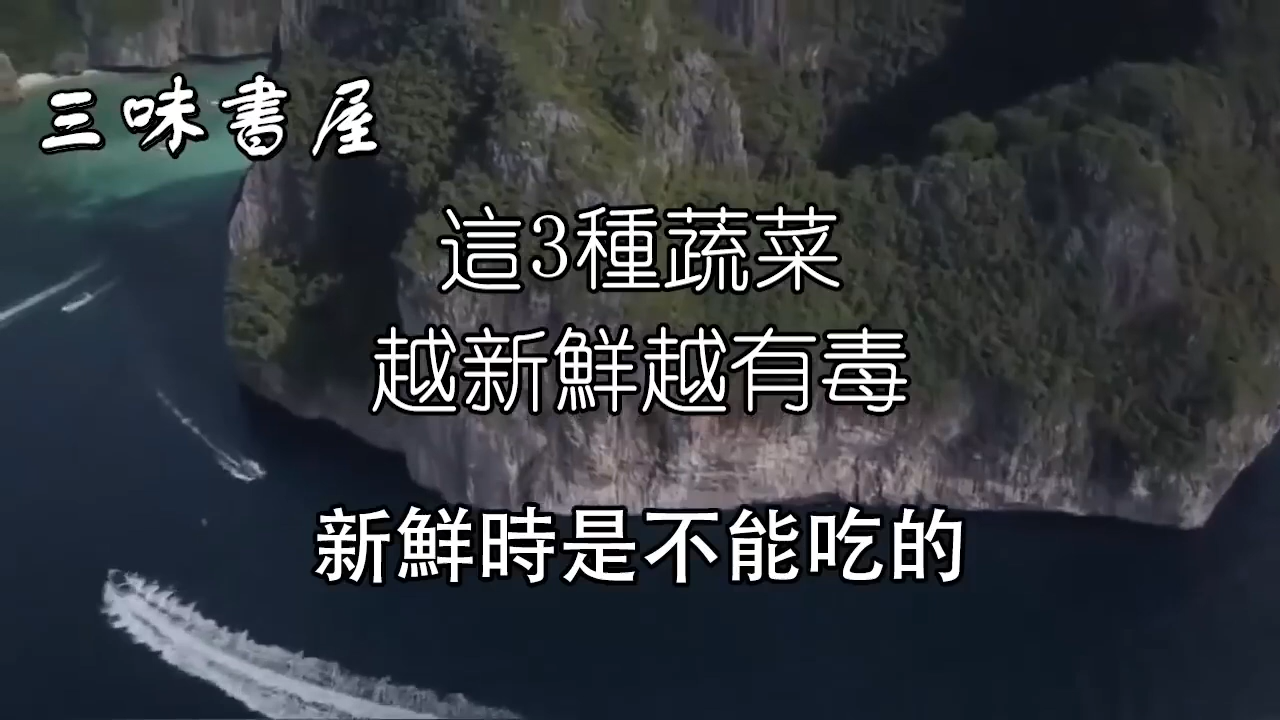 三味書屋
這3種蔬菜
越新鮮越有毒
新鮮時是不能吃的